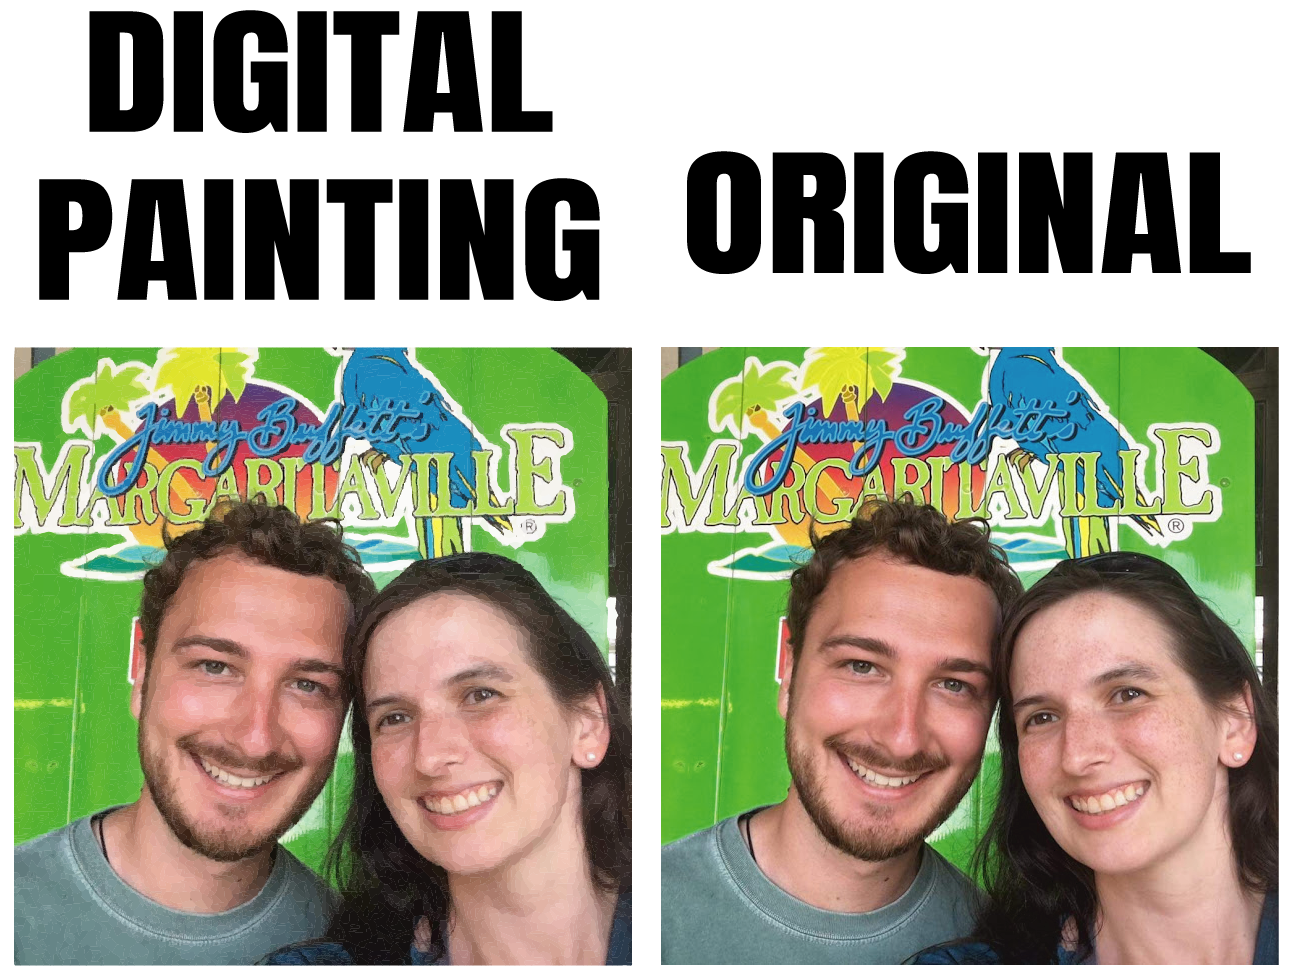 DIGITAL
PAINTING
ORIGINAL
Jimmy Buffett's
MARGARITAVILLE
®
Jimmy Buffett's
MARGARITAVILLE
®